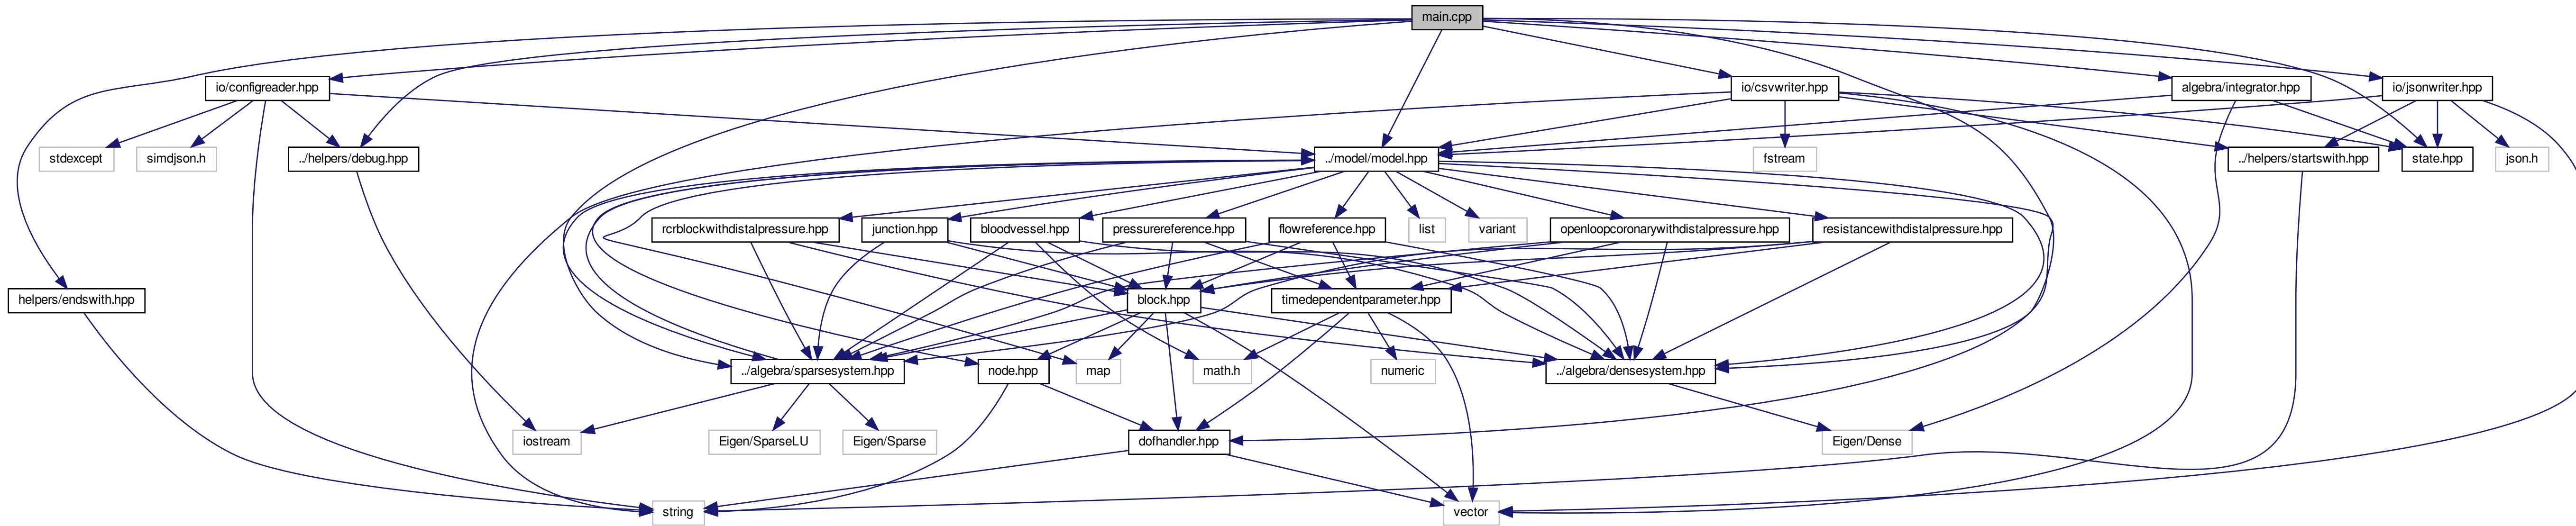 main.cpp
io/configreader.hpp
io/csvwriter.hpp
algebra/integrator.hpp
io/jsonwriter.hpp
stdexcept
simdjson.h
../helpers/debug.hpp
../model/model.hpp
fstream
../helpers/startswith.hpp
state.hpp
json.h
rcrblockwithdistalpressure.hpp
junction.hpp
bloodvessel.hpp
pressurereference.hpp
flowreference.hpp
list
variant
openloopcoronarywithdistalpressure.hpp
resistancewithdistalpressure.hpp
helpers/endswith.hpp
block.hpp
timedependentparameter.hpp
../algebra/sparsesystem.hpp
node.hpp
map
math.h
numeric
../algebra/densesystem.hpp
iostream
Eigen/SparseLU
Eigen/Sparse
dofhandler.hpp
Eigen/Dense
string
vector